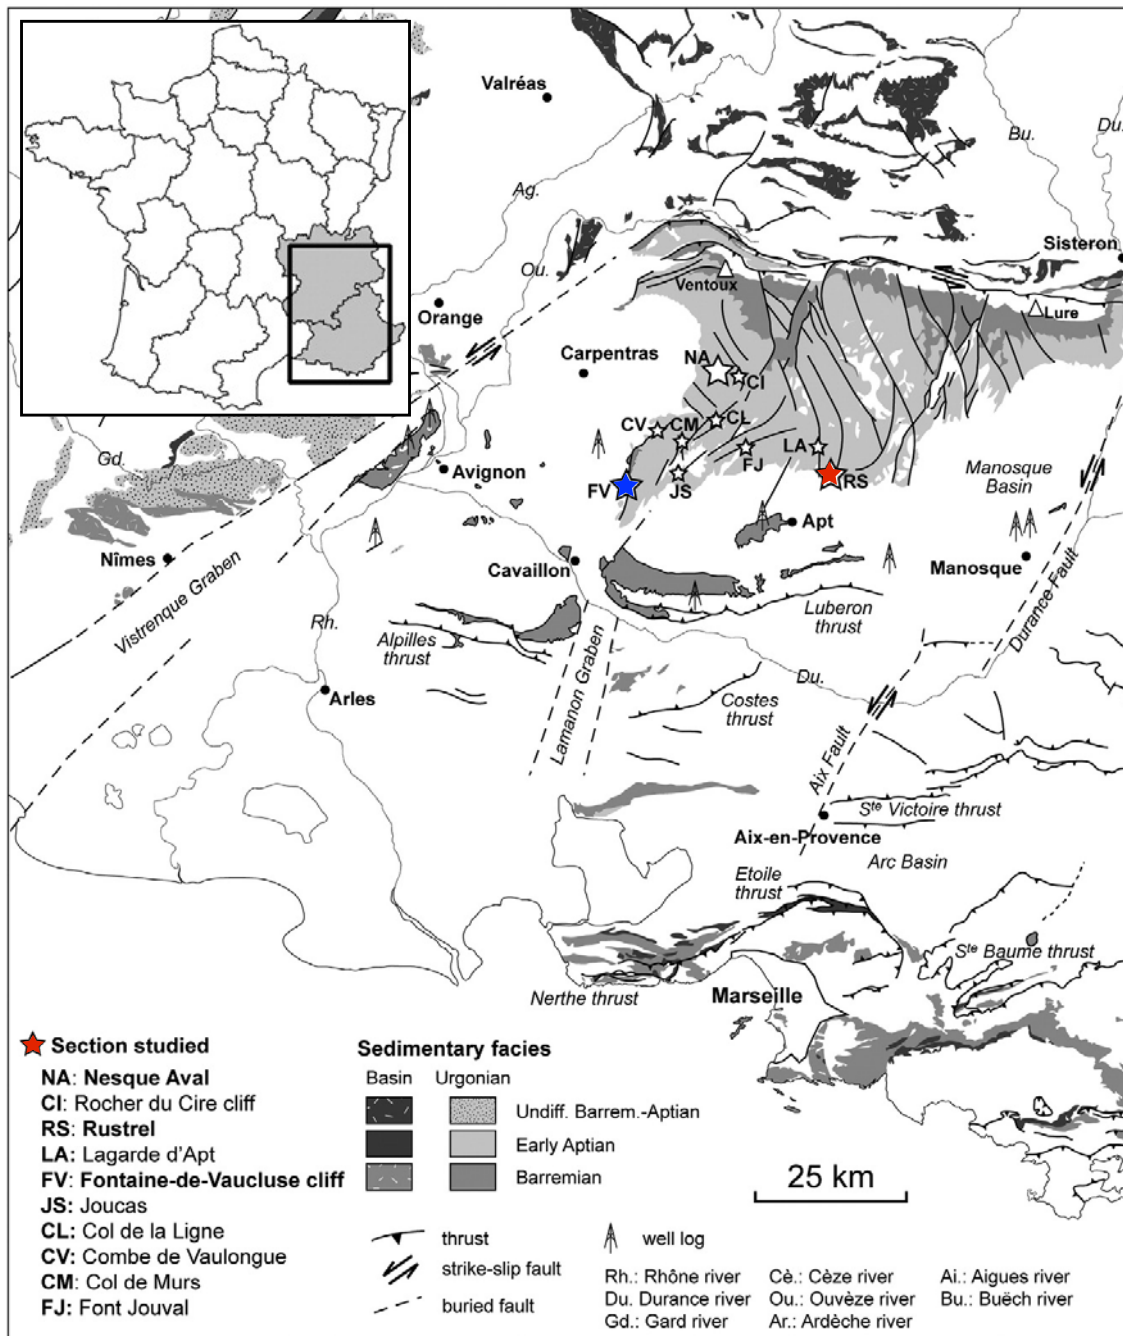 Valréas
Bu.
Du.
Ag.
Ou.
Sisteron
Ventoux
Lure
Orange
Carpentras
NA
CI
CV
CM
CL
LA
FJ
RS
FV
JS
Gd.
Avignon
Manosque
Basin
Apt
Nîmes
Cavaillon
Manosque
Vistrenque Graben
Rh.
Luberon
thrust
Durance Fault
Alpilles
thrust
Lamanon Graben
Du.
Costes
thrust
Arles
Aix Fault
Ste Victoire thrust
Aix-en-Provence
Arc Basin
Etoile
thrust
Ste Baume thrust
Nerthe thrust
Marseille
Section studied
NA: Nesque Aval
CI: Rocher du Cire cliff
RS: Rustrel
LA: Lagarde d'Apt
FV: Fontaine-de-Vaucluse cliff
JS: Joucas
CL: Col de la Ligne
CV: Combe de Vaulongue
CM: Col de Murs
FJ: Font Jouval
Sedimentary facies
Basin Urgonian
Undiff. Barrem.-Aptian
Early Aptian
Barremian
25 km
thrust
strike-slip fault
buried fault
well log
Rh.: Rhône river Cè.: Cèze river Ai.: Aigues river
Du. Durance river Ou.: Ouvèze river Bu.: Buëch river
Gd.: Gard river Ar.: Ardèche river